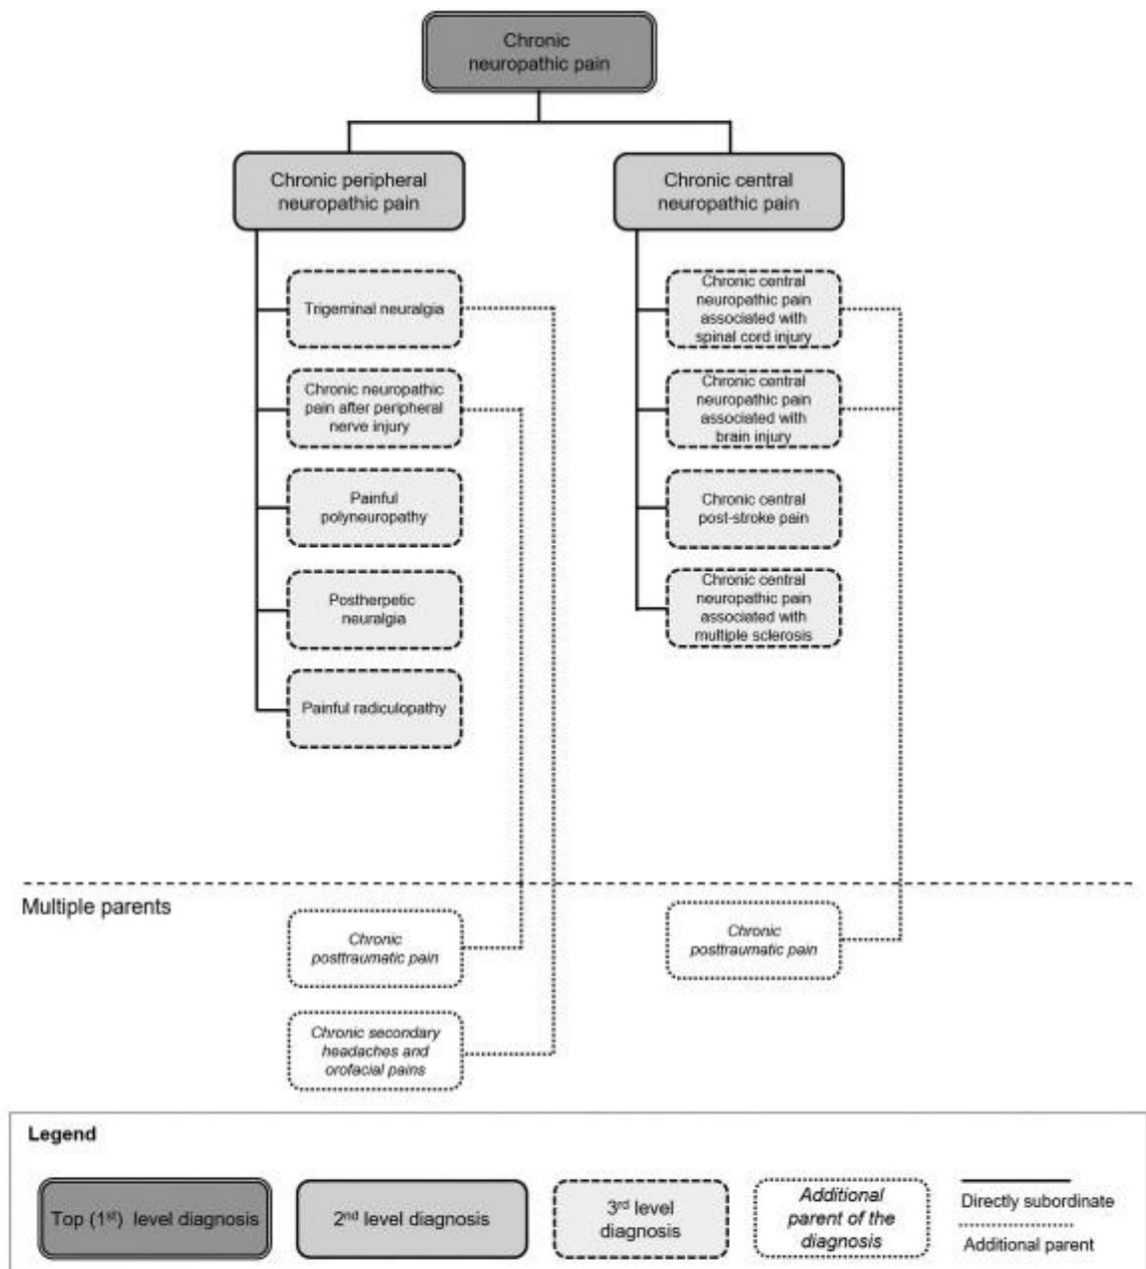 Chronic
neuropathic pain
Chronic peripheral
neuropathic pain
Chronic central
neuropathic pain
Trigeminal neuralgia
Chronic neuropathic
pain after peripheral
nerve injury
Painful
polyneuropathy
Postherpetic
neuralgia
Painful radiculopathy
Chronic central
neuropathic pain
associated with
spinal cord injury
Chronic central
neuropathic pain
associated with
brain injury
Chronic central
post-stroke pain
Chronic central
neuropathic pain
associated with
multiple sclerosis
Multiple parents
Chronic
posttraumatic pain
Chronic secondary
headaches and
orofacial pains
Chronic
posttraumatic pain
Legend
Top (1st) level diagnosis
2nd level diagnosis
3rd level
diagnosis
Additional
parent of the
diagnosis
Directly subordinate
Additional parent